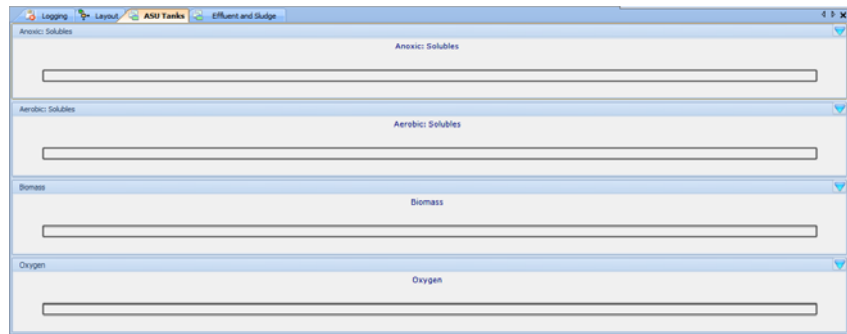 Logging Layout ASU Tanks Effluent and Sludge
Anoxic: Solubles
Anoxic: Solubles
Aerobic: Solubles
Aerobic: Solubles
Biomass
Biomass
Oxygen
Oxygen